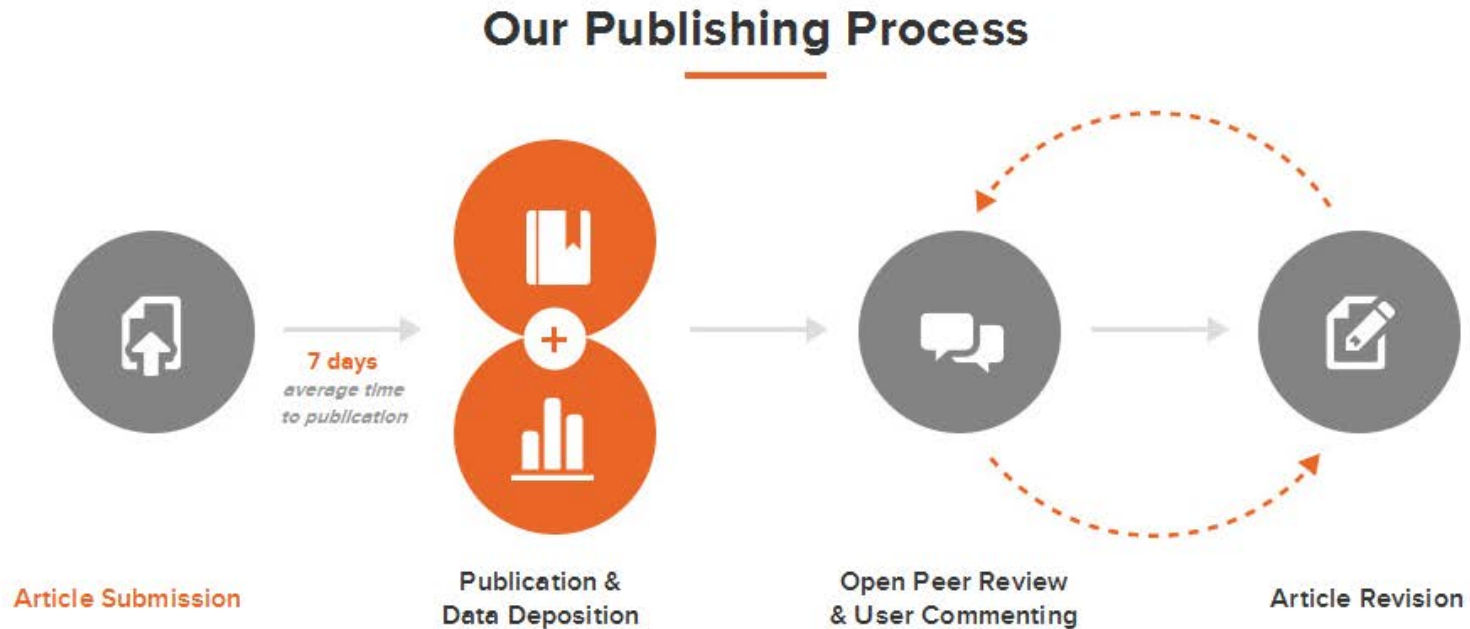 Our Publishing Process
7 days
average time
to publication
Article Submission
Publication &
Data Deposition
Open Peer Review
& User Commenting
Article Revision